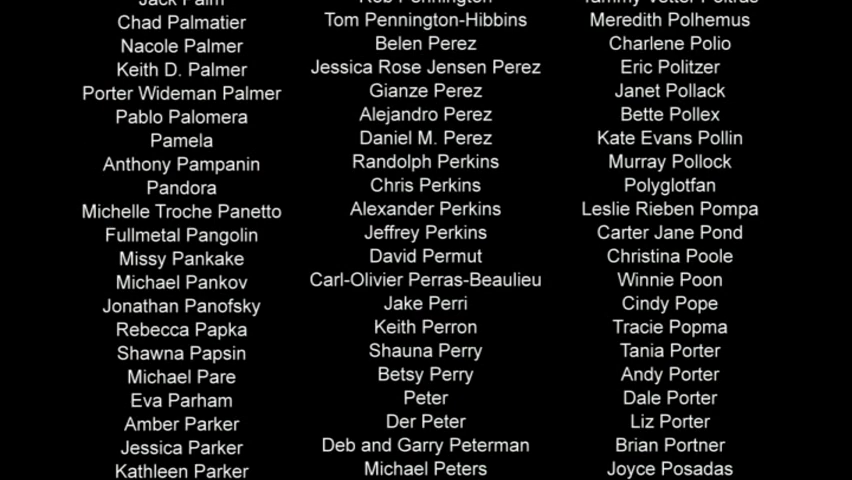 Jack Palm
Chad Palmatier
Nacole Palmer
Keith D. Palmer
Porter Wideman Palmer
Pablo Palomera
Pamela
Anthony Pampanin
Pandora
Michelle Troche Panetto
Fullmetal Pangolin
Missy Pankake
Michael Pankov
Jonathan Panofsky
Rebecca Papka
Shawna Papsin
Michael Pare
Eva Parham
Amber Parker
Jessica Parker
Kathleen Parker
Rob Pennington
Tom Pennington-Hibbins
Belen Perez
Jessica Rose Jensen Perez
Gianze Perez
Alejandro Perez
Daniel M. Perez
Randolph Perkins
Chris Perkins
Alexander Perkins
Jeffrey Perkins
David Permut
Carl-Olivier Perras-Beaulieu
Jake Perri
Keith Perron
Shauna Perry
Betsy Perry
Peter
Der Peter
Deb and Garry Peterman
Michael Peters
Meredith Polhemus
Charlene Polio
Eric Politzer
Janet Pollack
Bette Pollex
Kate Evans Pollin
Murray Pollock
Polyglotfan
Leslie Rieben Pompa
Carter Jane Pond
Christina Poole
Winnie Poon
Cindy Pope
Tracie Popma
Tania Porter
Andy Porter
Dale Porter
Liz Porter
Brian Portner
Joyce Posadas